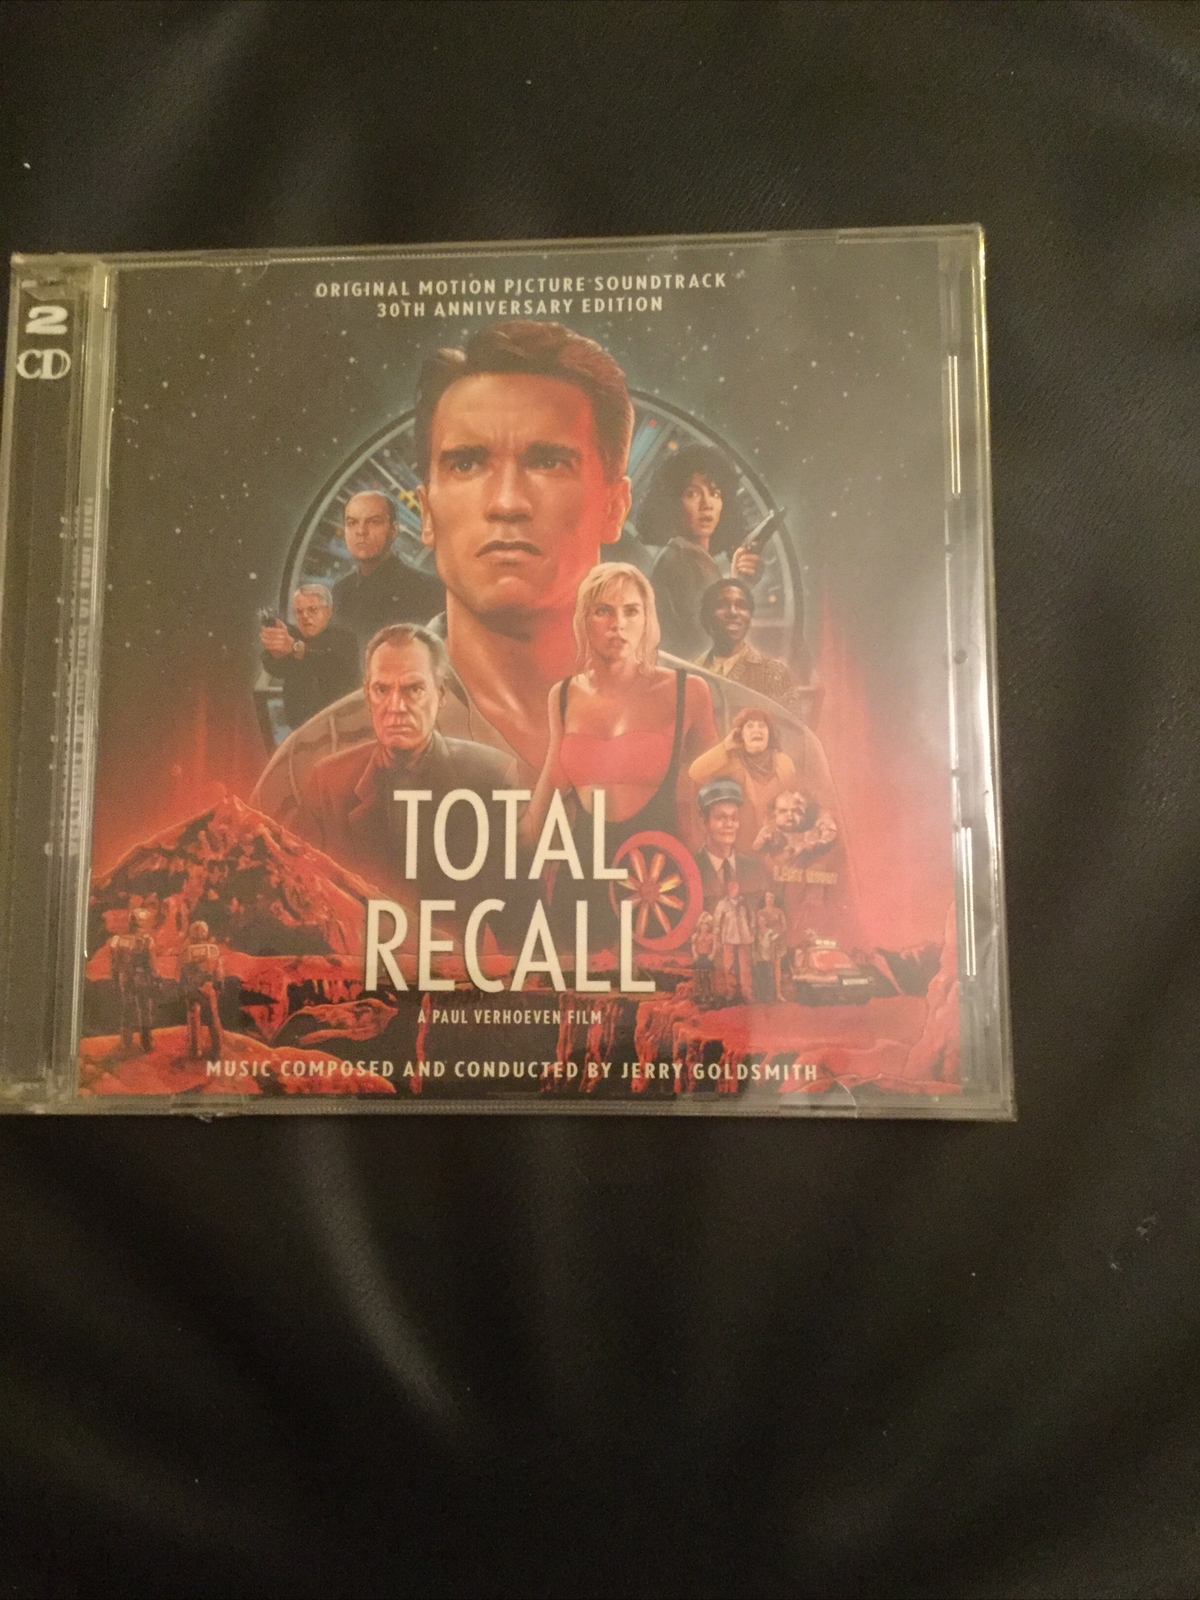 ORIGINAL MOTION PICTURE SOUNDTRACK
30TH ANNIVERSARY EDITION
2
CD
TOTAL
RECALL
A PAUL VERHOEVEN FILM
MUSIC COMPOSED AND CONDUCTED BY JERRY GOLDSMITH